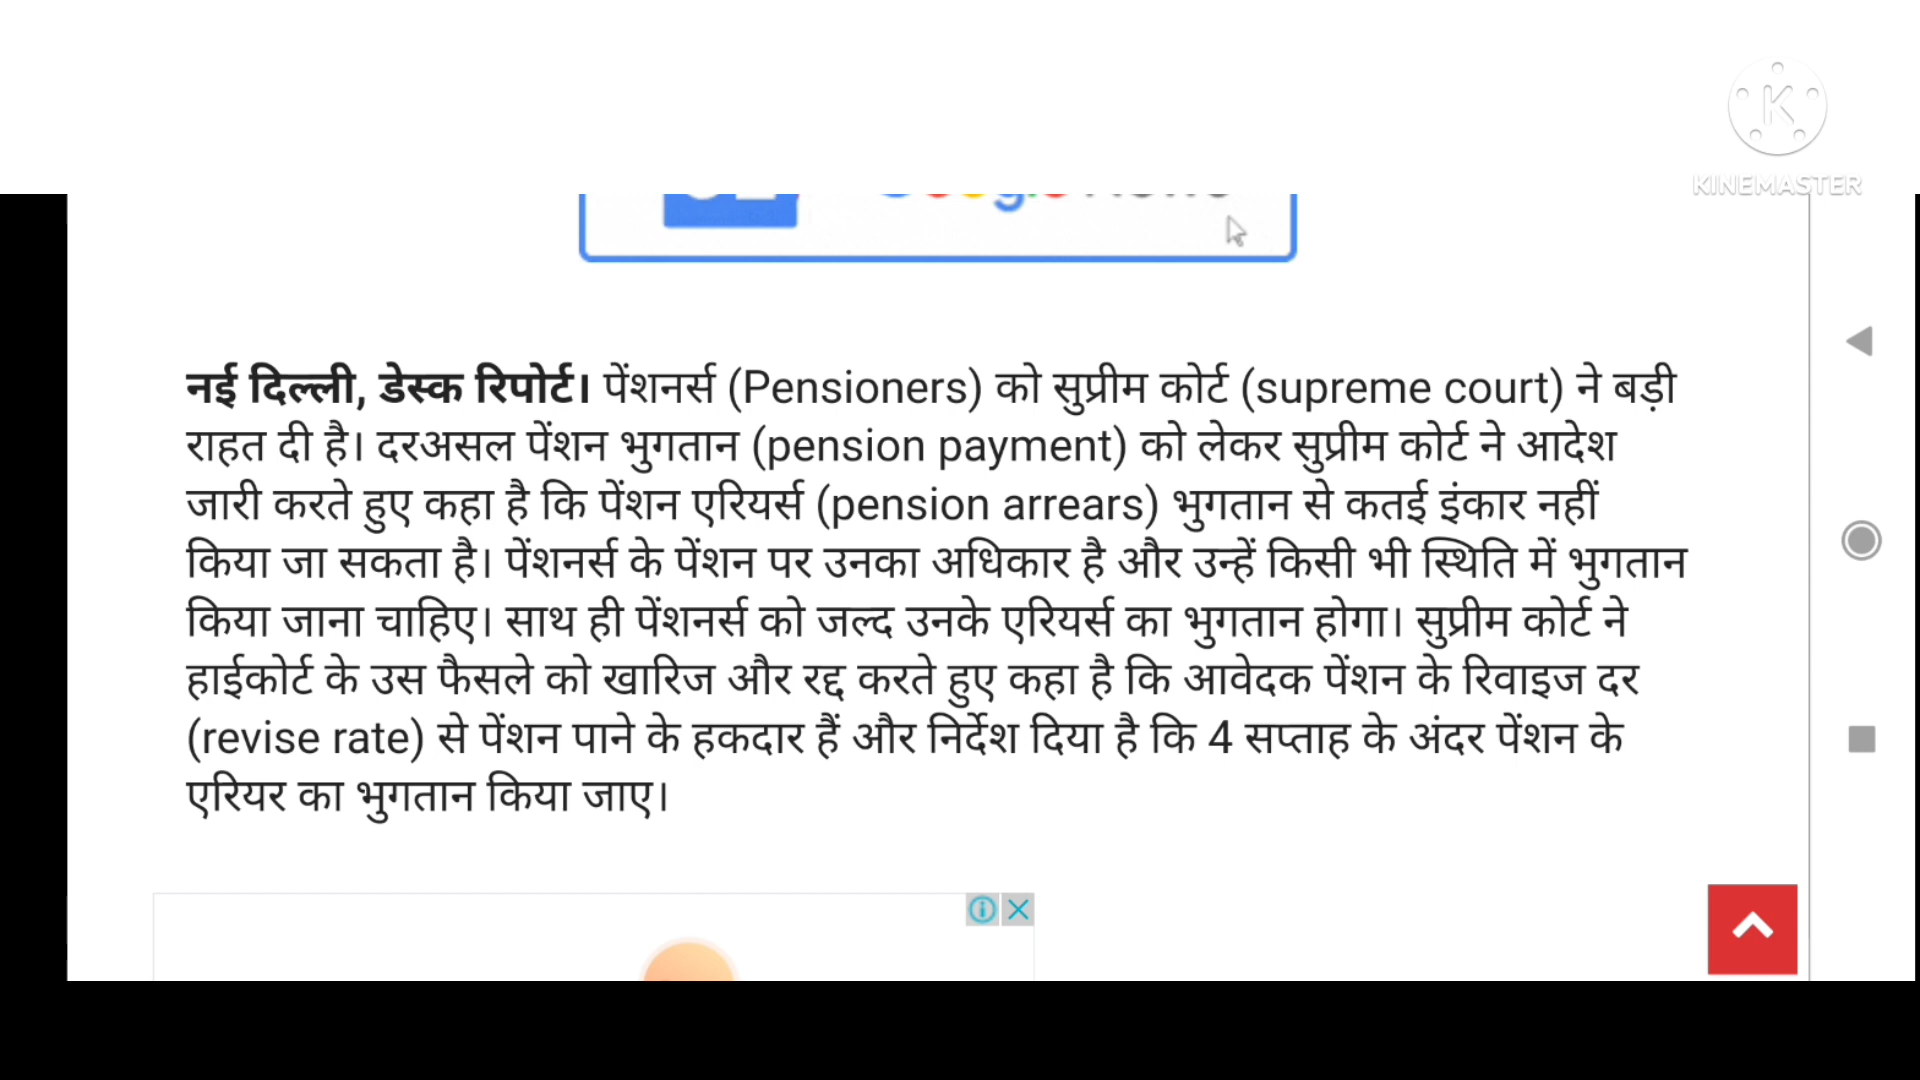 KINEMASTER
नई दिल्ली, डेस्क रिपोर्ट। पेंशनर्स (Pensioners) को सुप्रीम कोर्ट (supreme court) ने बड़ी
राहत दी है। दरअसल पेंशन भुगतान (pension payment) को लेकर सुप्रीम कोर्ट ने आदेश
जारी करते हुए कहा है कि पेंशन एरियर्स (pension arrears) भुगतान से कतई इंकार नहीं
किया जा सकता है। पेंशनर्स के पेंशन पर उनका अधिकार है और उन्हें किसी भी स्थिति में भुगतान
किया जाना चाहिए। साथ ही पेंशनर्स को जल्द उनके एरियर्स का भुगतान होगा। सुप्रीम कोर्ट ने
हाईकोर्ट के उस फैसले को खारिज और रद्द करते हुए कहा है कि आवेदक पेंशन के रिवाइज दर
(revise rate) से पेंशन पाने के हकदार हैं और निर्देश दिया है कि 4 सप्ताह के अंदर पेंशन के
एरियर का भुगतान किया जाए।